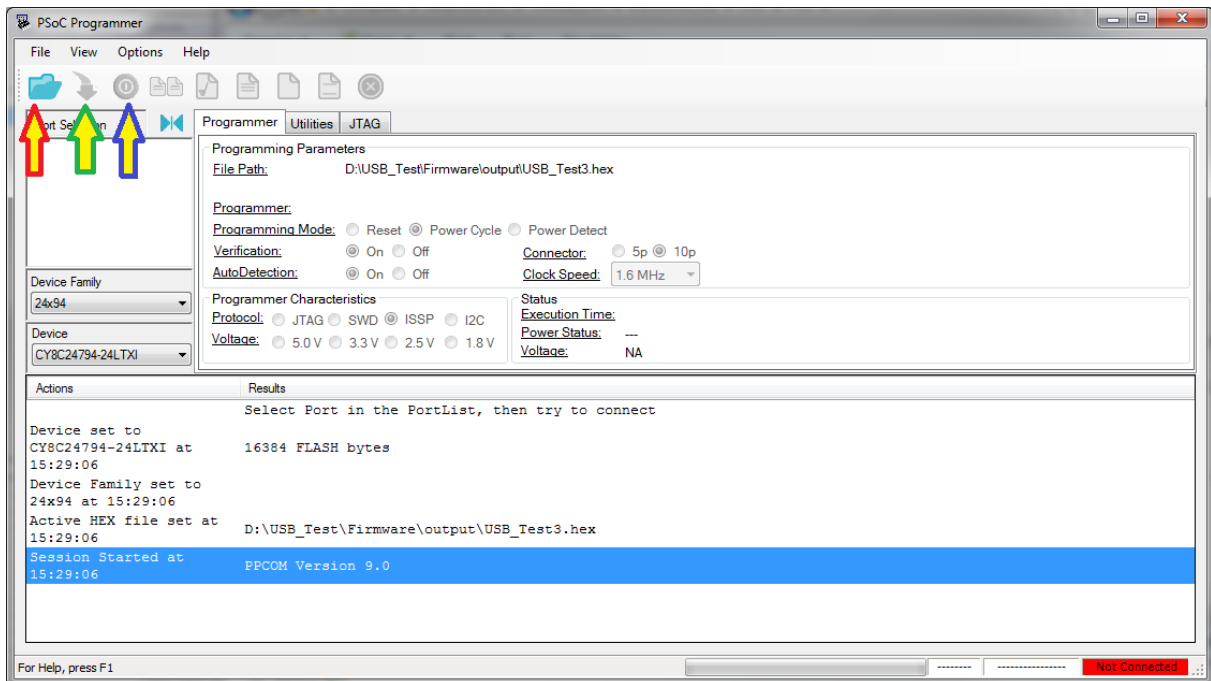 PSoC Programmer
File View Options Help
Port Selection
Programmer Utilities JTAG
Programming Parameters
File Path: D:\USB_Test\Firmware\output\USB_Test3.hex
Programmer:
Programming Mode: Reset Power Cycle Power Detect
Verification: On Off Connector: 5p 10p
AutoDetection: On Off Clock Speed: 1.6 MHz
Device Family
24x94
Device
CY8C24794-24LTXI
Programmer Characteristics
Protocol: JTAG SWD ISSP I2C
Voltage: 5.0 V 3.3 V 2.5 V 1.8 V
Status
Execution Time:
Power Status: ---
Voltage: NA
Actions Results
Select Port in the PortList, then try to connect
Device set to
CY8C24794-24LTXI at 16384 FLASH bytes
15:29:06
Device Family set to
24x94 at 15:29:06
Active HEX file set at
15:29:06 D:\USB_Test\Firmware\output\USB_Test3.hex
Session Started at
15:29:06 PPCOM Version 9.0
For Help, press F1 -------- ---------------- Not Connected